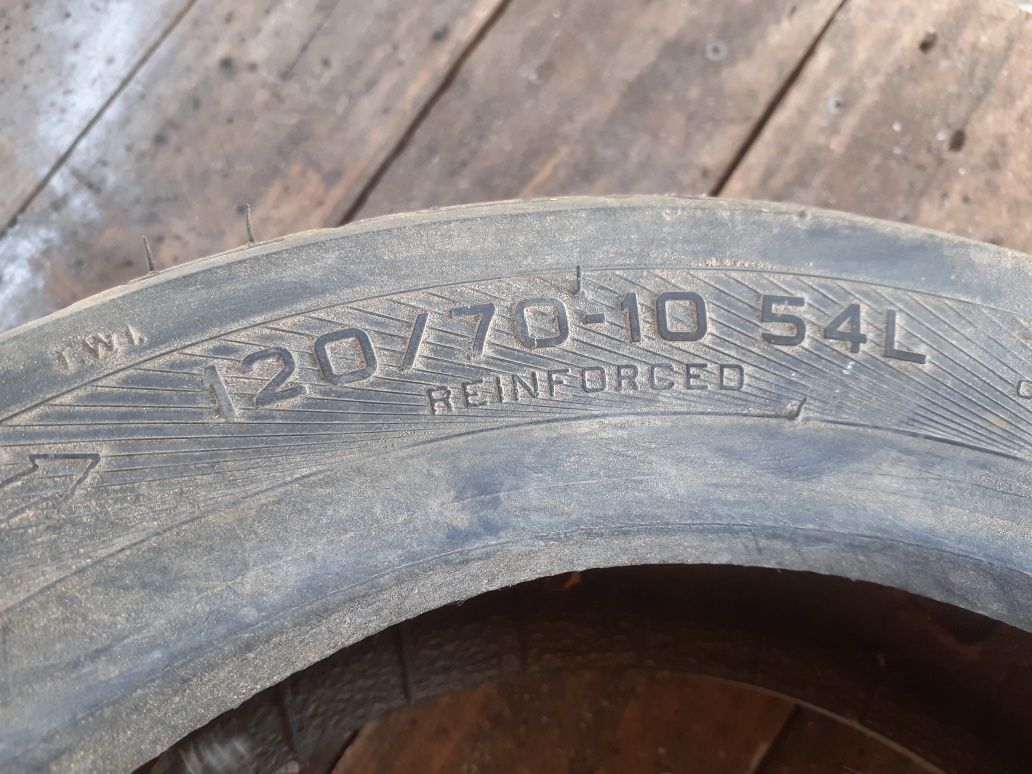 TWI
120/70-10 54L
REINFORCED